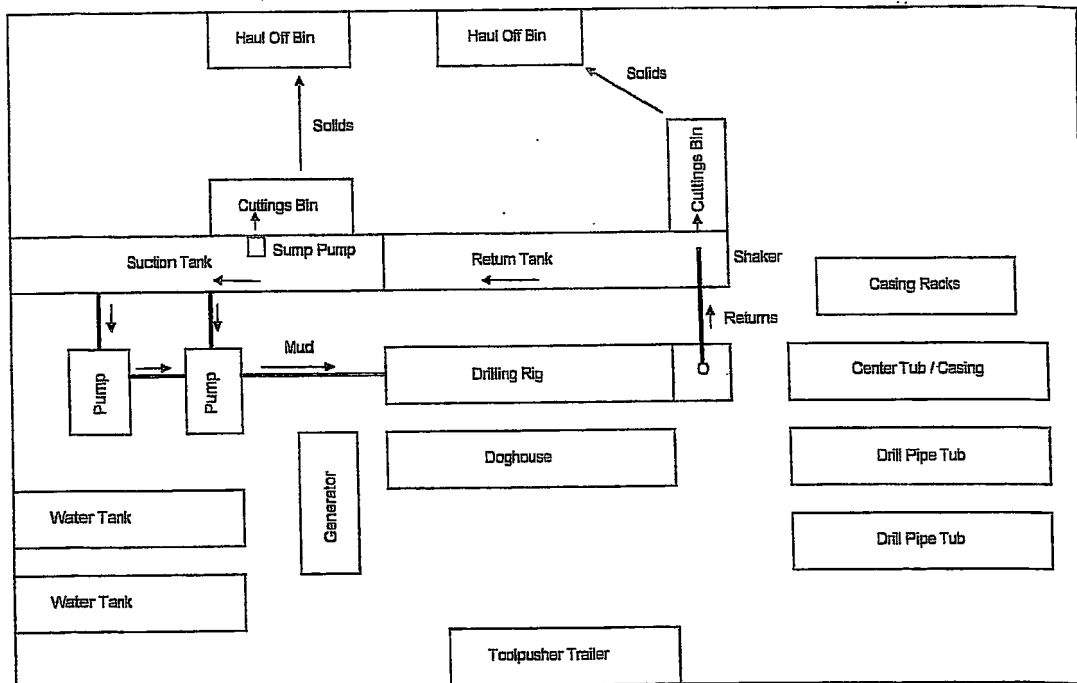 Haul Off Bin
Haul Off Bin
Solids
Solids
Cuttings Bin
Cuttings Bin
Sump Pump
Suction Tank
Return Tank
Shaker
Casing Racks
Returns
Mud
Pump
Pump
Drilling Rig
Center Tub / Casing
Doghouse
Drill Pipe Tub
Generator
Water Tank
Drill Pipe Tub
Water Tank
Toolpusher Trailer